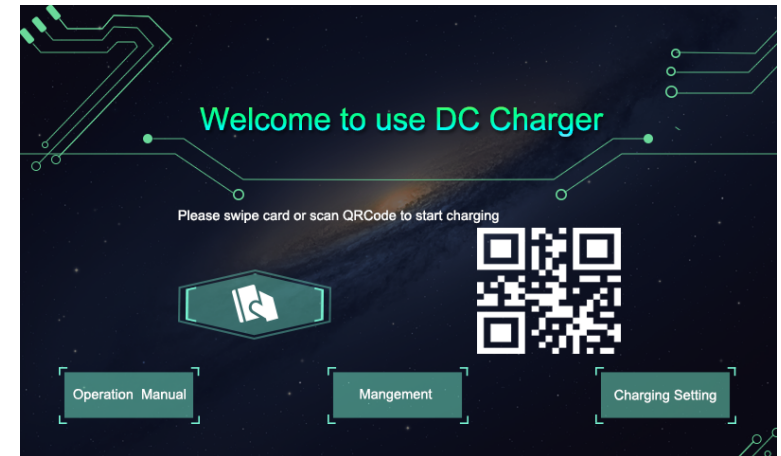 Welcome to use DC Charger
Please swipe card or scan QRCode to start charging
Operation Manual
Mangement
Charging Setting